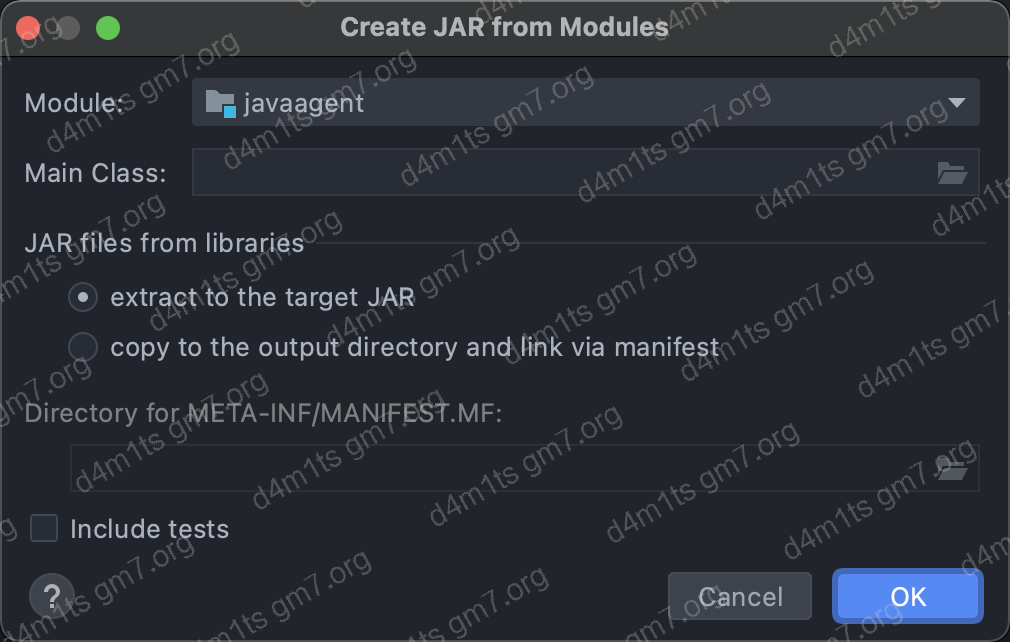 Create JAR from Modules
Module: javaagent
Main Class:
JAR files from libraries
extract to the target JAR
copy to the output directory and link via manifest
Directory for META-INF/MANIFEST.MF:
Include tests
? Cancel OK
d4m1ts gm7.org